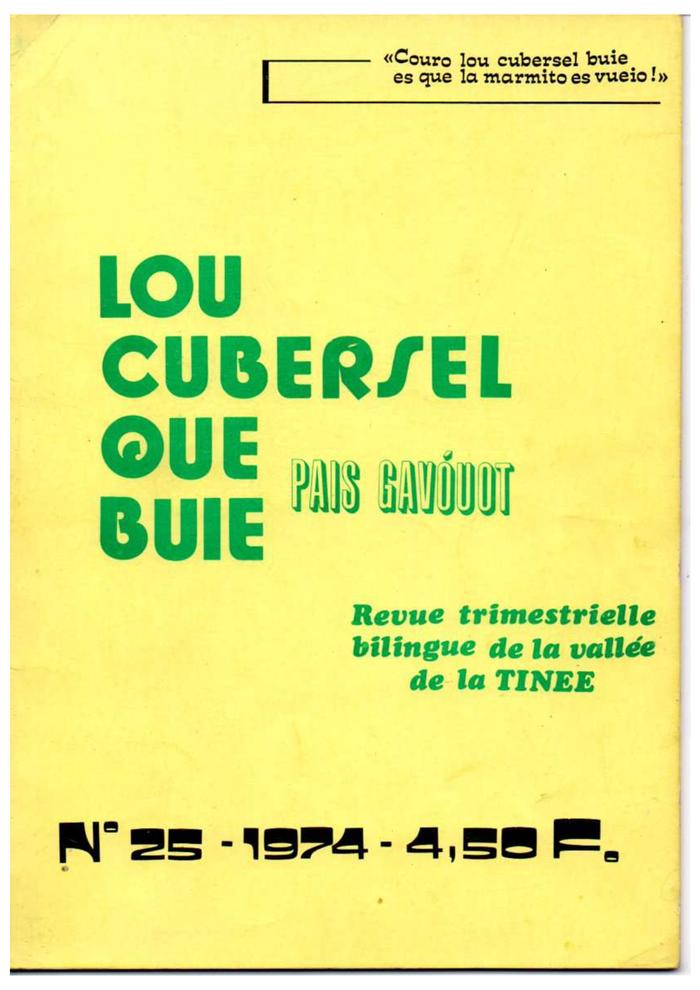 «Couro lou cubersel buie
es que la marmito es vueio!»
LOU
CUBERSEL
QUE
BUIE
PAIS GAVÓUOT
Revue trimestrielle
bilingue de la vallée
de la TINEE
N° 25 - 1974 - 4,50 F.